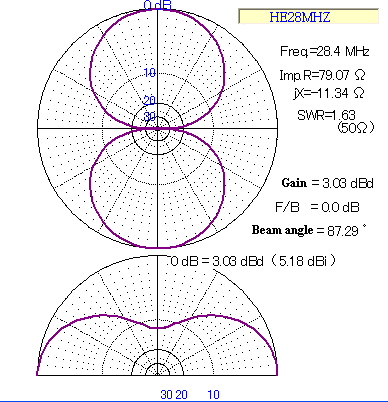 0 dB
HE28MHZ
Freq.=28.4 MHz
10
Imp.R=79.07 Ω
jX=-11.34 Ω
20
SWR=1.63
30
(50Ω)
Gain = 3.03 dBd
F/B = 0.0 dB
Beam angle = 87.29 °
0 dB = 3.03 dBd ( 5.18 dBi )
30 20 10